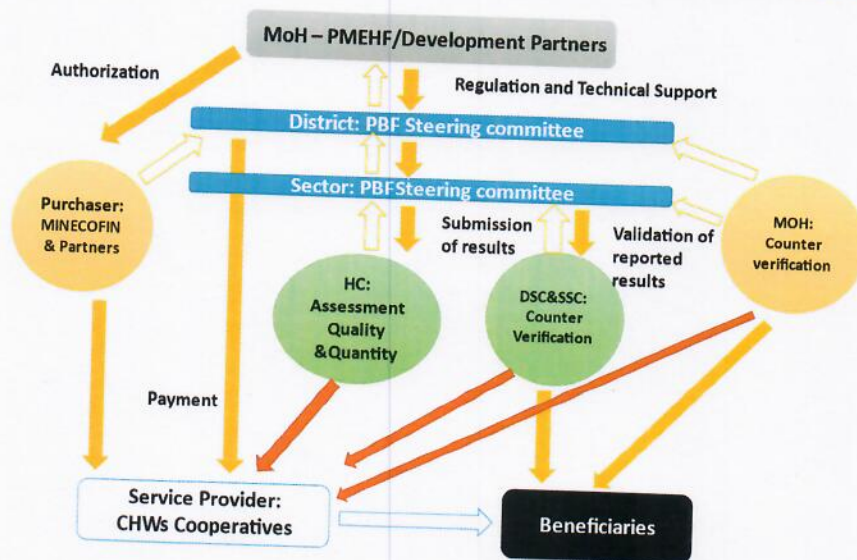 MoH – PMEHF/Development Partners
Authorization
Regulation and Technical Support
District: PBF Steering committee
Sector: PBFSteering committee
Purchaser:
MINECOFIN
& Partners
Submission
of results
Validation of
reported
results
MOH:
Counter
verification
HC:
Assessment
Quality
&Quantity
DSC&SSC:
Counter
Verification
Payment
Service Provider:
CHWs Cooperatives
Beneficiaries